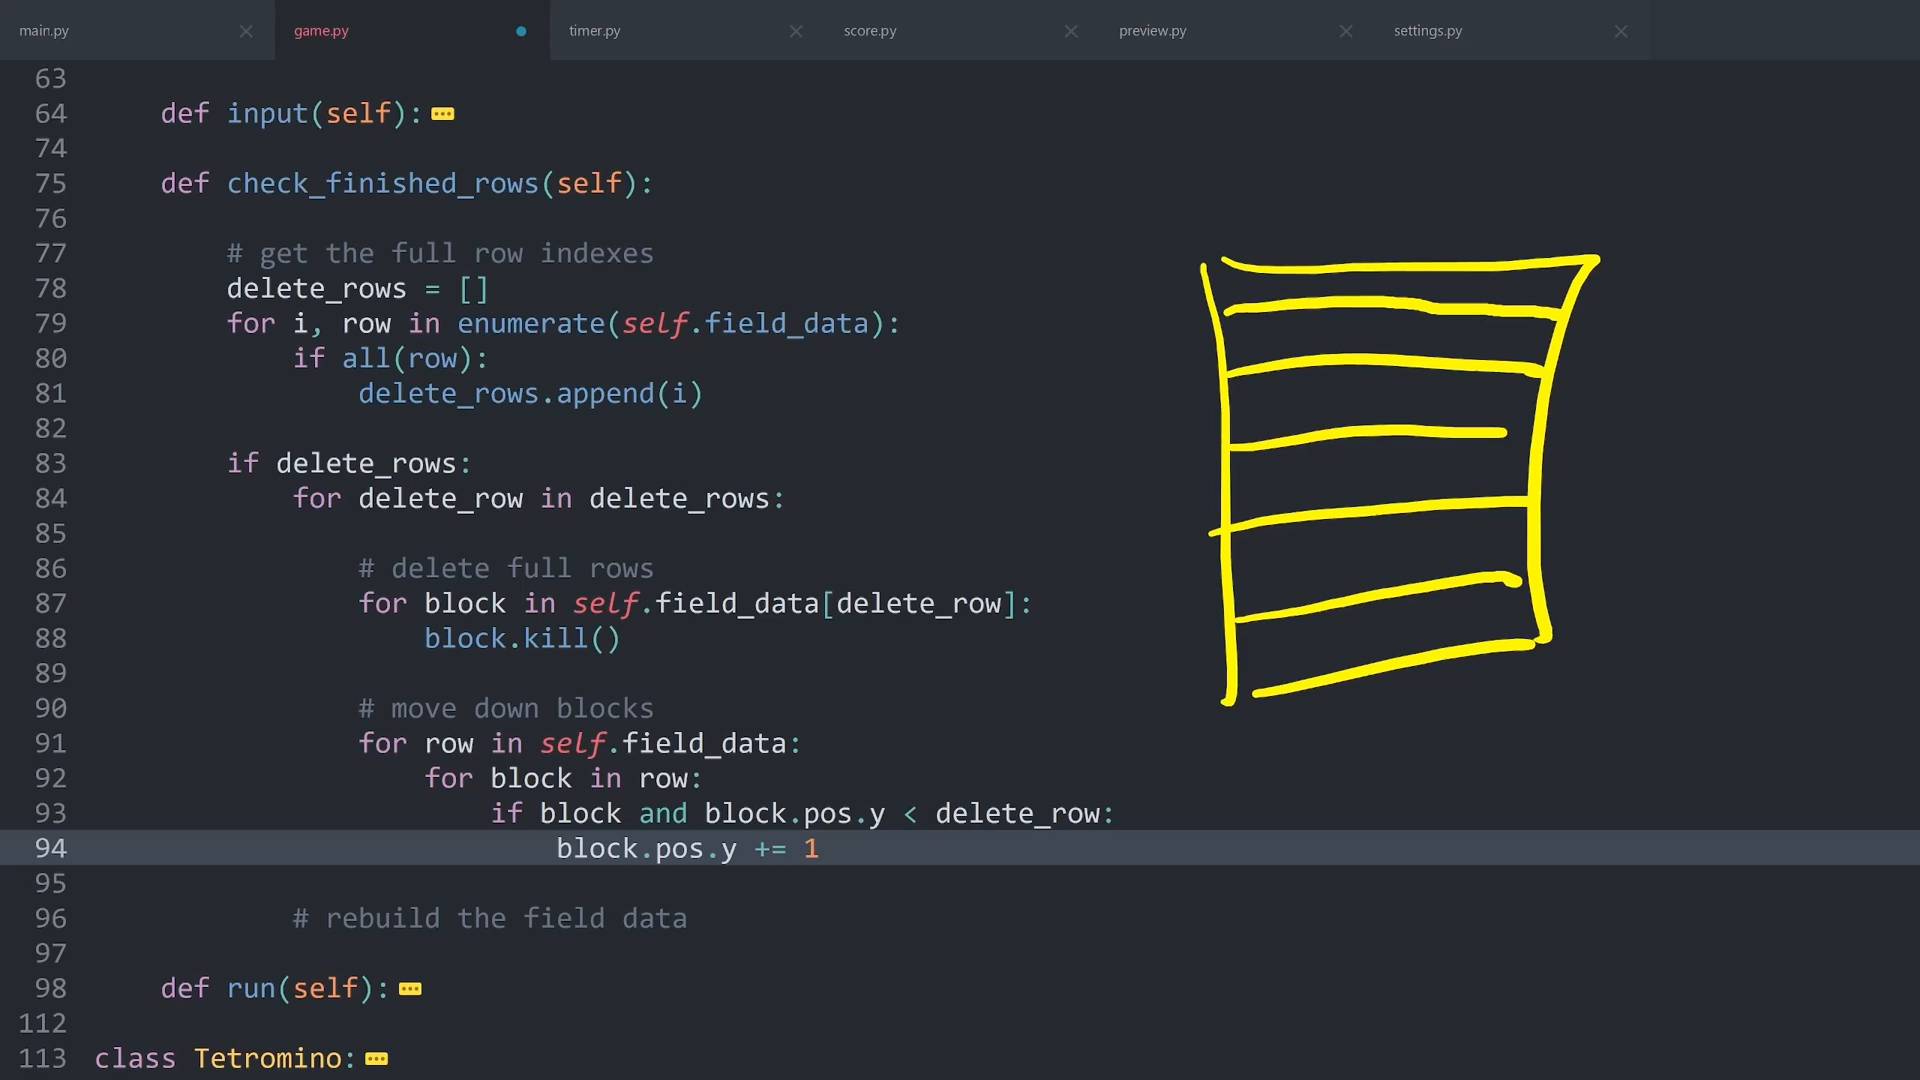 main.py game.py timer.py score.py preview.py settings.py
63
64 def input(self):
74
75 def check_finished_rows(self):
76
77 # get the full row indexes
78 delete_rows = []
79 for i, row in enumerate(self.field_data):
80 if all(row):
81 delete_rows.append(i)
82
83 if delete_rows:
84 for delete_row in delete_rows:
85
86 # delete full rows
87 for block in self.field_data[delete_row]:
88 block.kill()
89
90 # move down blocks
91 for row in self.field_data:
92 for block in row:
93 if block and block.pos.y < delete_row:
94 block.pos.y += 1
95
96 # rebuild the field data
97
98 def run(self):
112
113 class Tetromino: